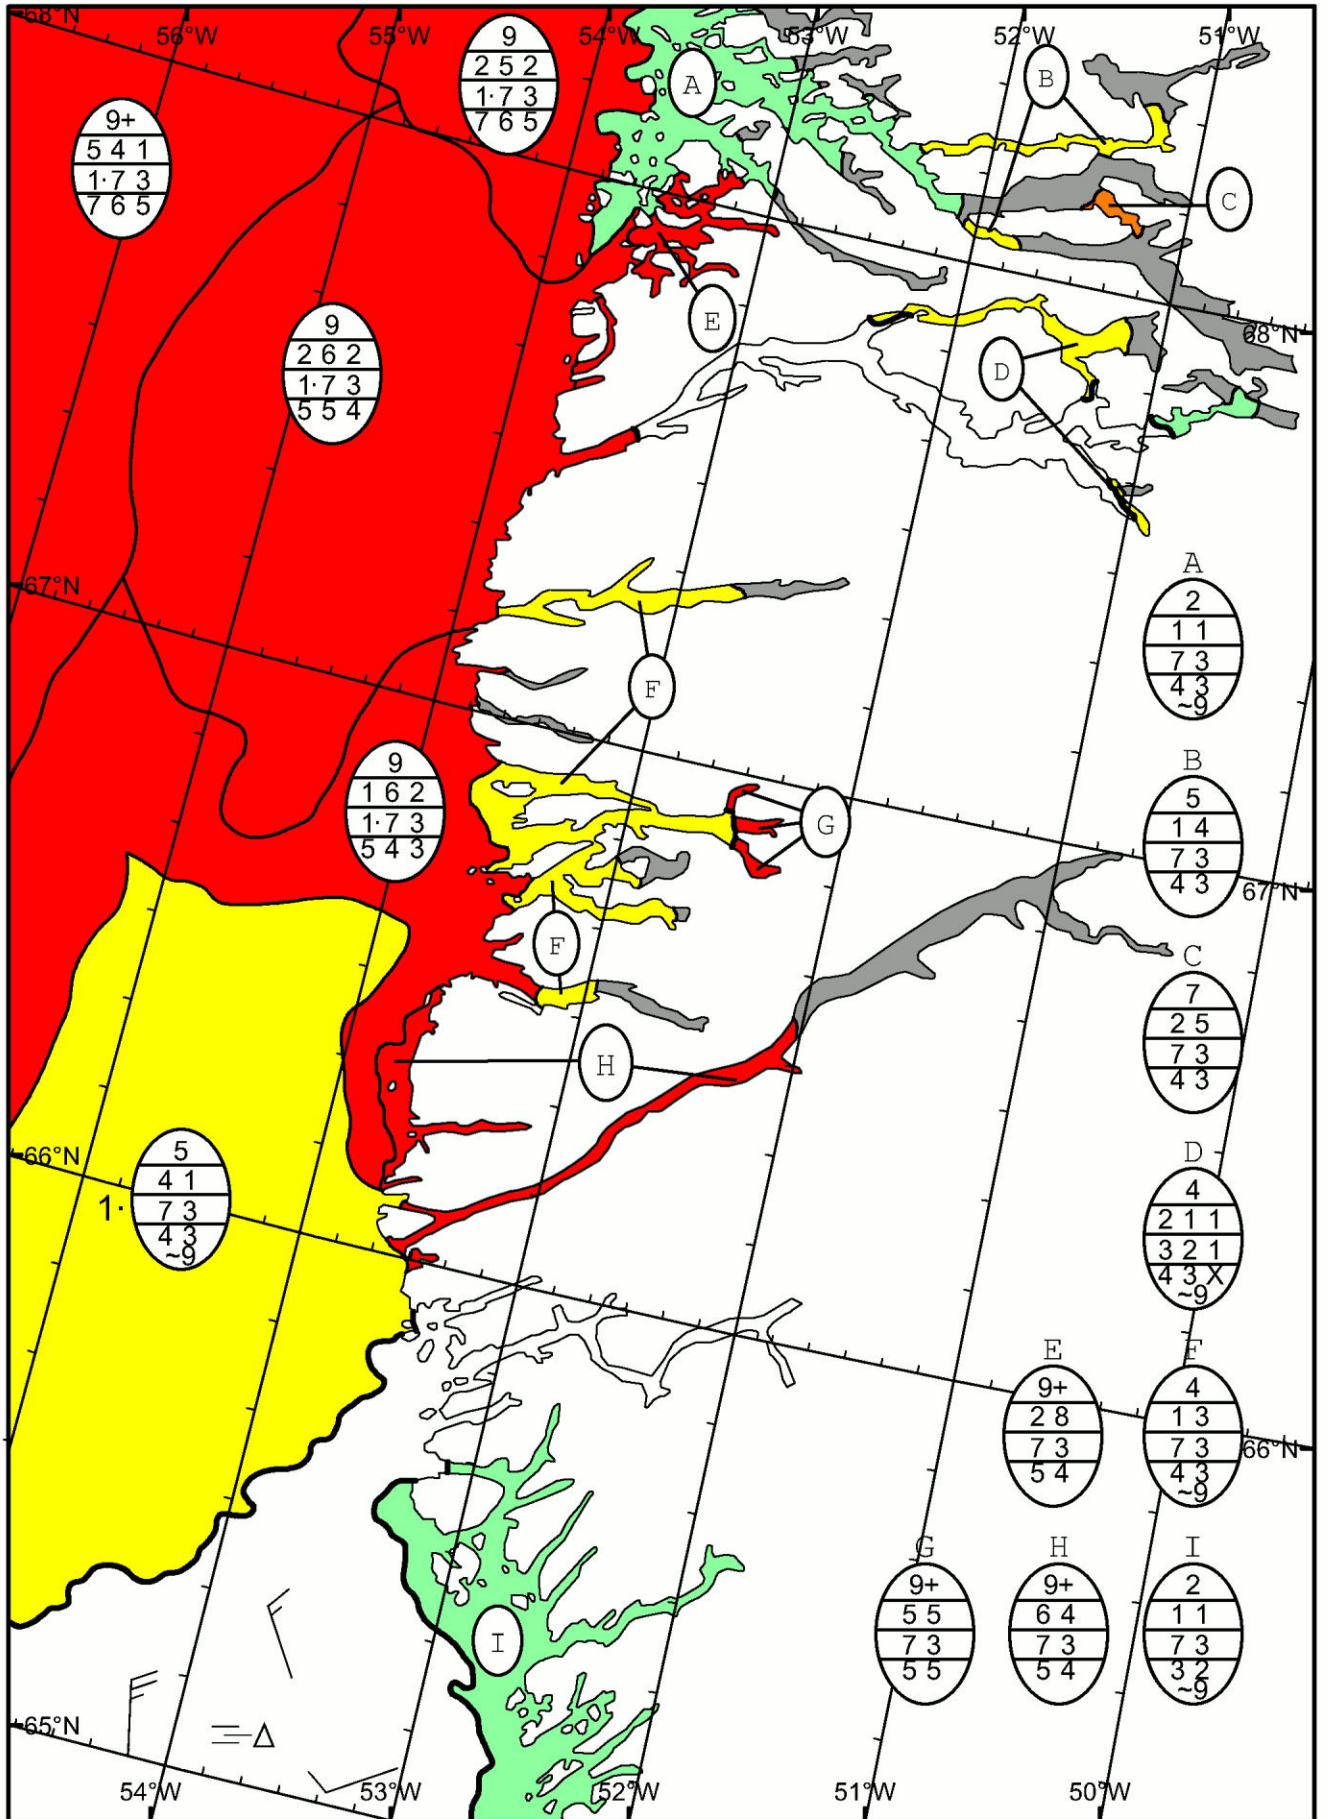 68°N
56°W
55°W
54°W
53°W
52°W
51°W
9
2 5 2
1·7 3
7 6 5
A
B
9+
5 4 1
1·7 3
7 6 5
C
E
9
2 6 2
1·7 3
5 5 4
68°N
D
67°N
A
2
1 1
7 3
4 3
~9
F
9
1 6 2
1·7 3
5 4 3
G
B
5
1 4
7 3
4 3
67°N
F
C
7
2 5
7 3
4 3
H
66°N
5
4 1
1·
7 3
4 3
~9
D
4
2 1 1
3 2 1
4 3 X
~9
E
9+
2 8
7 3
5 4
F
4
1 3
7 3
4 3
~9
66°N
G
9+
5 5
7 3
5 5
H
9+
6 4
7 3
5 4
I
2
1 1
7 3
3 2
~9
I
65°N
54°W
53°W
52°W
51°W
50°W